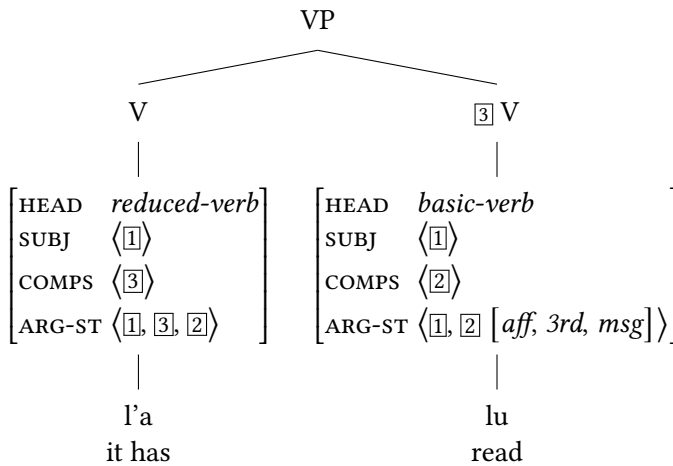 VP
V 3 V
HEAD reduced-verb HEAD basic-verb
SUBJ ⟨1⟩ SUBJ ⟨1⟩
COMPS ⟨3⟩ COMPS ⟨2⟩
ARG-ST ⟨1, 3, 2⟩ ARG-ST ⟨1, 2 [aff, 3rd, msg]⟩
l’a lu
it has read